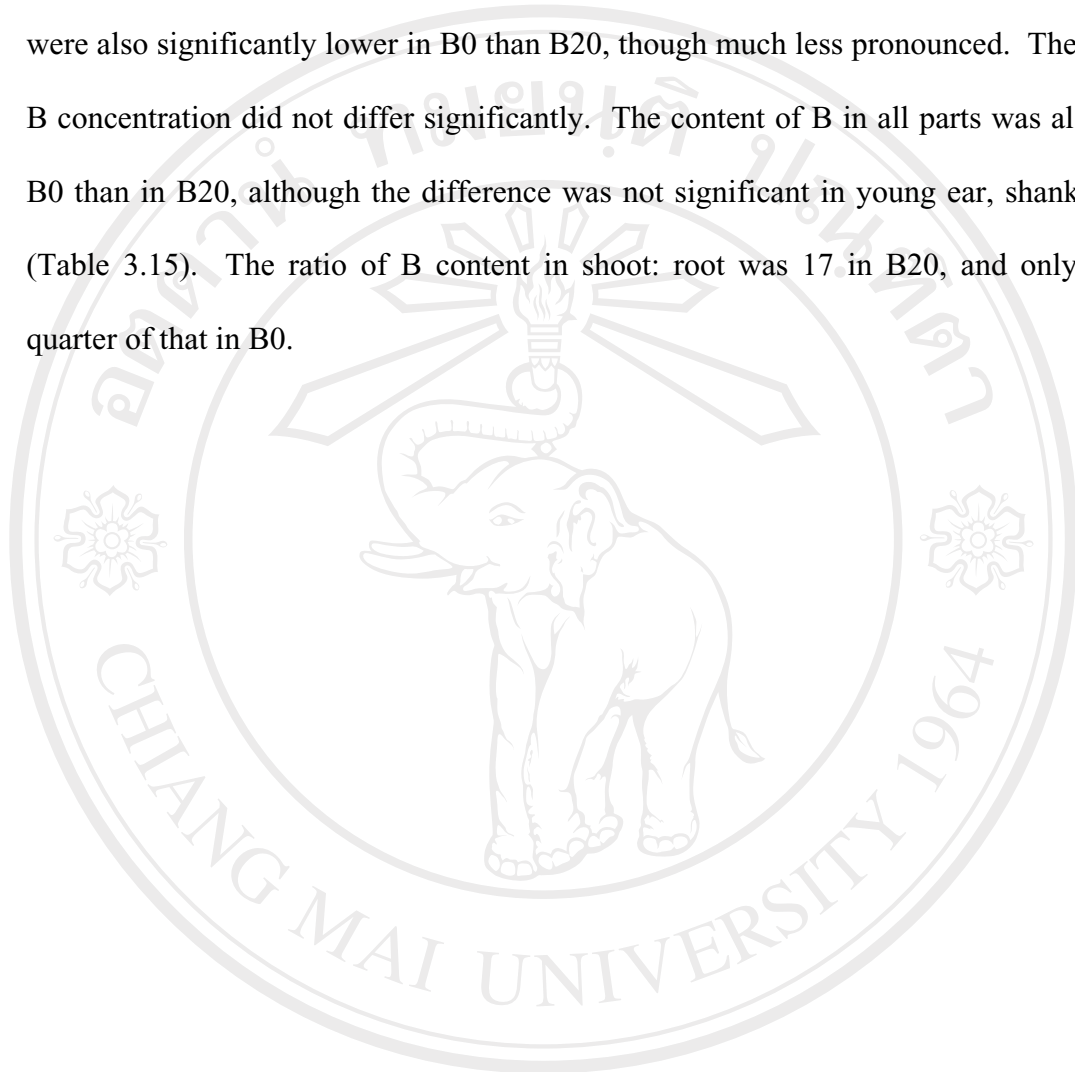 were also significantly lower in B0 than B20, though much less pronounced. The
B concentration did not differ significantly. The content of B in all parts was al
B0 than in B20, although the difference was not significant in young ear, shank
(Table 3.15). The ratio of B content in shoot: root was 17 in B20, and only
quarter of that in B0.
CHIANG MAI UNIVERSITY 1964